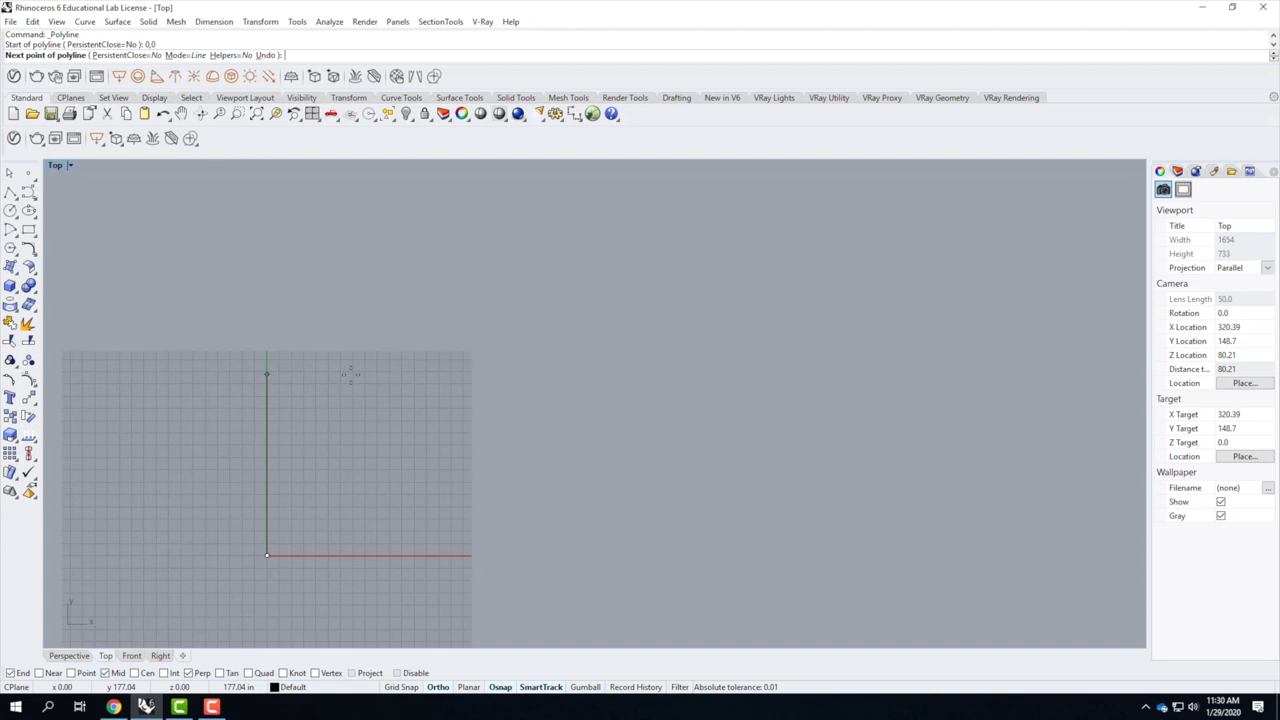 Rhinoceros 6 Educational Lab License - [Top]
File Edit View Curve Surface Solid Mesh Dimension Transform Tools Analyze Render Panels SectionTools V-Ray Help
Command: _Polyline
Start of polyline ( PersistentClose=No ): 0,0
Next point of polyline ( PersistentClose=No Mode=Line Helpers=No Undo ):
Standard CPlanes Set View Display Select Viewport Layout Visibility Transform Curve Tools Surface Tools Solid Tools Mesh Tools Render Tools Drafting New in V6 VRay Lights VRay Utility VRay Proxy VRay Geometry VRay Rendering
Top
Viewport
Title Top
Width 1654
Height 733
Projection Parallel
Camera
Lens Length 50.0
Rotation 0.0
X Location 320.39
Y Location 148.7
Z Location 80.21
Distance t... 80.21
Location Place...
Target
X Target 320.39
Y Target 148.7
Z Target 0.0
Location Place...
Wallpaper
Filename (none) ...
Show
Gray
y
x
Perspective Top Front Right
End Near Point Mid Cen Int Perp Tan Quad Knot Vertex Project Disable
CPlane x 0.00 y 177.04 z 0.00 177.04 in Default Grid Snap Ortho Planar Osnap SmartTrack Gumball Record History Filter Absolute tolerance: 0.01
11:30 AM
1/29/2020